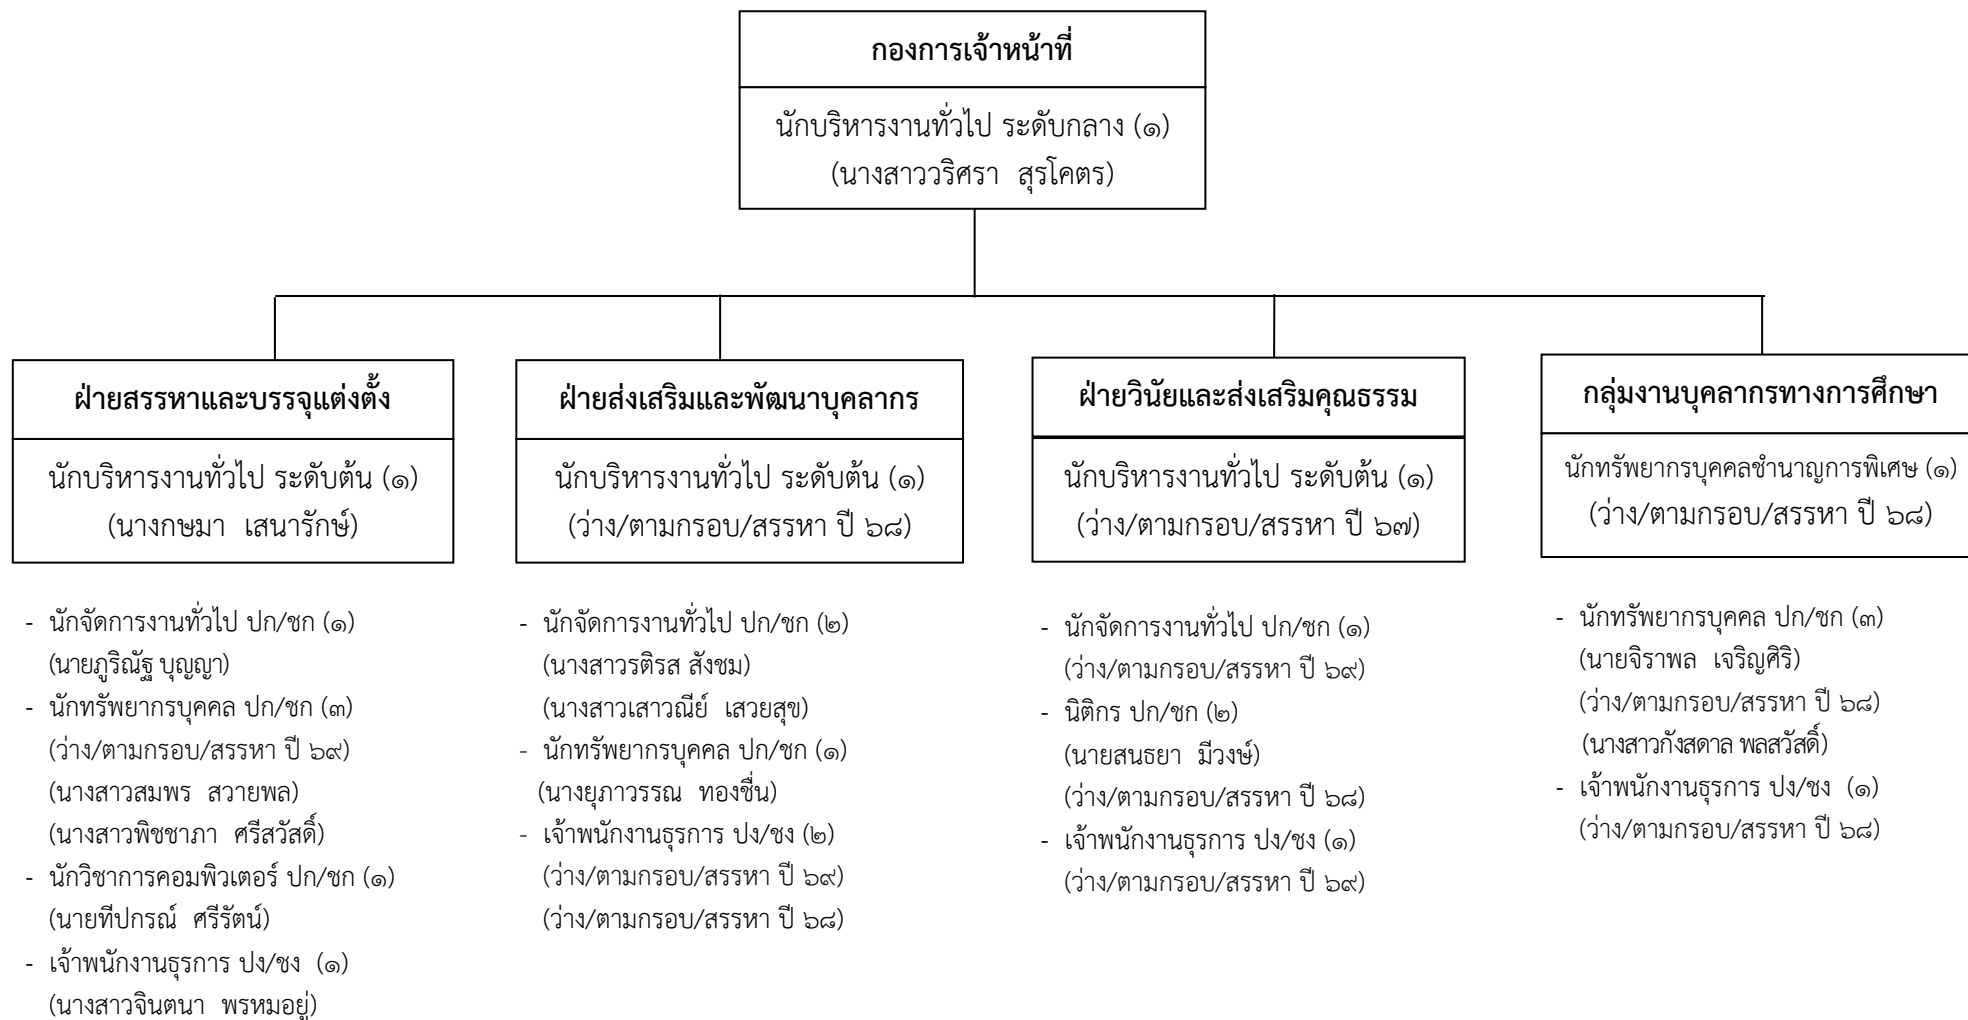 กองการเจ้าหน้าที่
นักบริหารงานทั่วไป ระดับกลาง (๑)
(นางสาววริศรา สุรโคตร)
ฝ่ายสรรหาและบรรจุแต่งตั้ง
นักบริหารงานทั่วไป ระดับต้น (๑)
(นางกษมา เสนารักษ์)
- นักจัดการงานทั่วไป ปก/ชก (๑)
(นายภูริณัฐ บุญญา)
- นักทรัพยากรบุคคล ปก/ชก (๓)
(ว่าง/ตามกรอบ/สรรหา ปี ๖๙)
(นางสาวสมพร สวายพล)
(นางสาวพิชชาภา ศรีสวัสดิ์)
- นักวิชาการคอมพิวเตอร์ ปก/ชก (๑)
(นายทีปกรณ์ ศรีรัตน์)
- เจ้าพนักงานธุรการ ปง/ชง (๑)
(นางสาวจินตนา พรหมอยู่)
ฝ่ายส่งเสริมและพัฒนาบุคลากร
นักบริหารงานทั่วไป ระดับต้น (๑)
(ว่าง/ตามกรอบ/สรรหา ปี ๖๘)
- นักจัดการงานทั่วไป ปก/ชก (๒)
(นางสาวรติรส สังชม)
(นางสาวเสาวณีย์ เสวยสุข)
- นักทรัพยากรบุคคล ปก/ชก (๑)
(นางยุภาวรรณ ทองชื่น)
- เจ้าพนักงานธุรการ ปง/ชง (๒)
(ว่าง/ตามกรอบ/สรรหา ปี ๖๙)
(ว่าง/ตามกรอบ/สรรหา ปี ๖๘)
ฝ่ายวินัยและส่งเสริมคุณธรรม
นักบริหารงานทั่วไป ระดับต้น (๑)
(ว่าง/ตามกรอบ/สรรหา ปี ๖๗)
- นักจัดการงานทั่วไป ปก/ชก (๑)
(ว่าง/ตามกรอบ/สรรหา ปี ๖๙)
- นิติกร ปก/ชก (๒)
(นายสนธยา มีวงษ์)
(ว่าง/ตามกรอบ/สรรหา ปี ๖๘)
- เจ้าพนักงานธุรการ ปง/ชง (๑)
(ว่าง/ตามกรอบ/สรรหา ปี ๖๙)
กลุ่มงานบุคลากรทางการศึกษา
นักทรัพยากรบุคคลชำนาญการพิเศษ (๑)
(ว่าง/ตามกรอบ/สรรหา ปี ๖๘)
- นักทรัพยากรบุคคล ปก/ชก (๓)
(นายจิราพล เจริญศิริ)
(ว่าง/ตามกรอบ/สรรหา ปี ๖๘)
(นางสาวกังสดาล พลสวัสดิ์)
- เจ้าพนักงานธุรการ ปง/ชง (๑)
(ว่าง/ตามกรอบ/สรรหา ปี ๖๘)